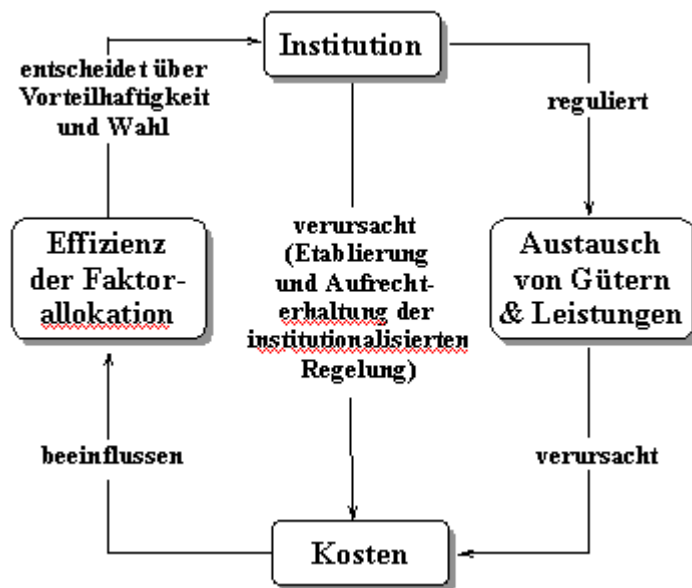 Institution
entscheidet über
Vorteilhaftigkeit
und Wahl
reguliert
Effizienz
der Faktor-
allokation
verursacht
(Etablierung
und Aufrecht-
erhaltung der
institutionalisierten
Regelung)
Austausch
von Gütern
& Leistungen
beeinflussen
verursacht
Kosten